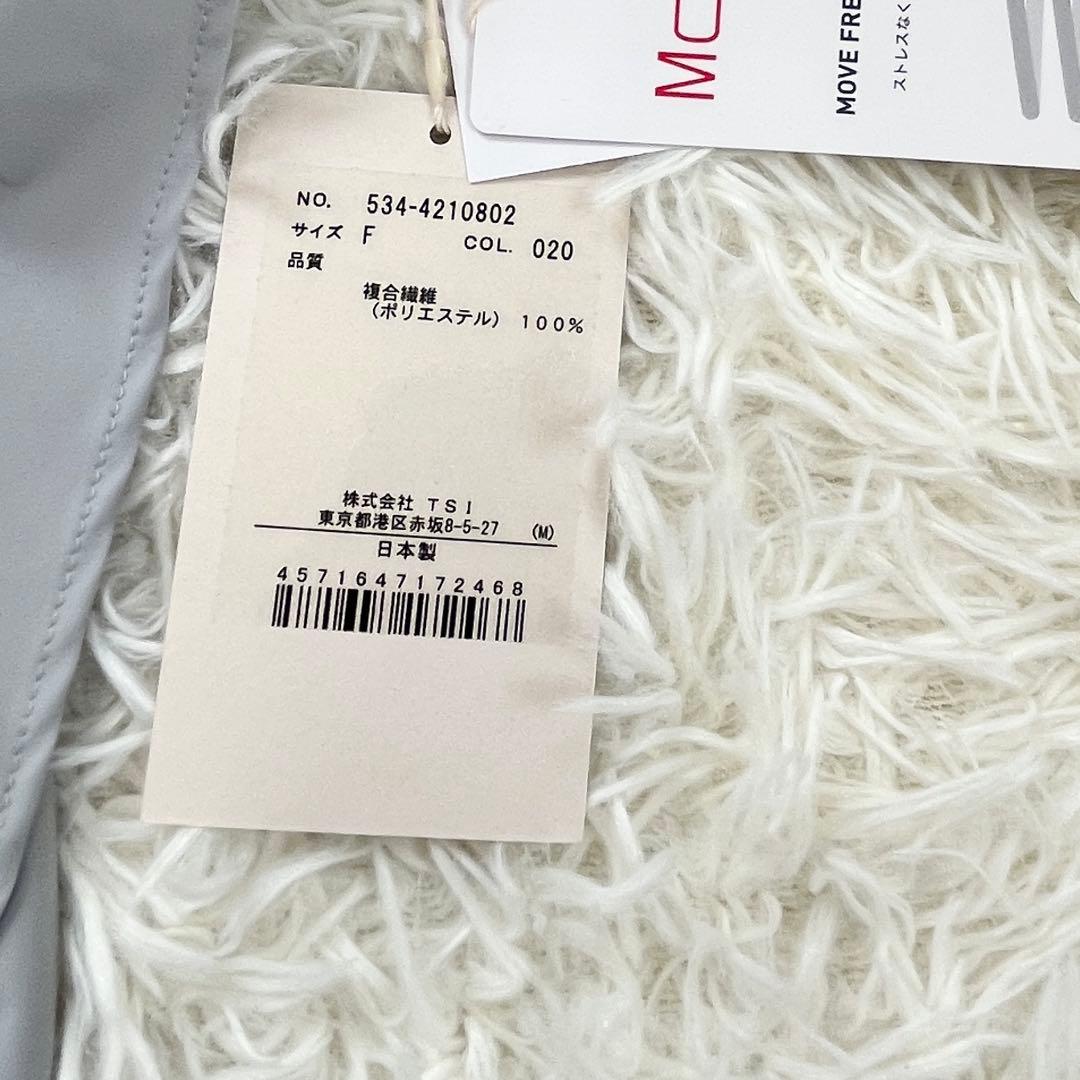 NO. 534-4210802
サイズ F COL. 020
品質
複合繊維
(ポリエステル) 100%
株式会社 TSI
東京都港区赤坂8-5-27 (M)
日本製
4571647172468
MOVE FRE
ストレスなく